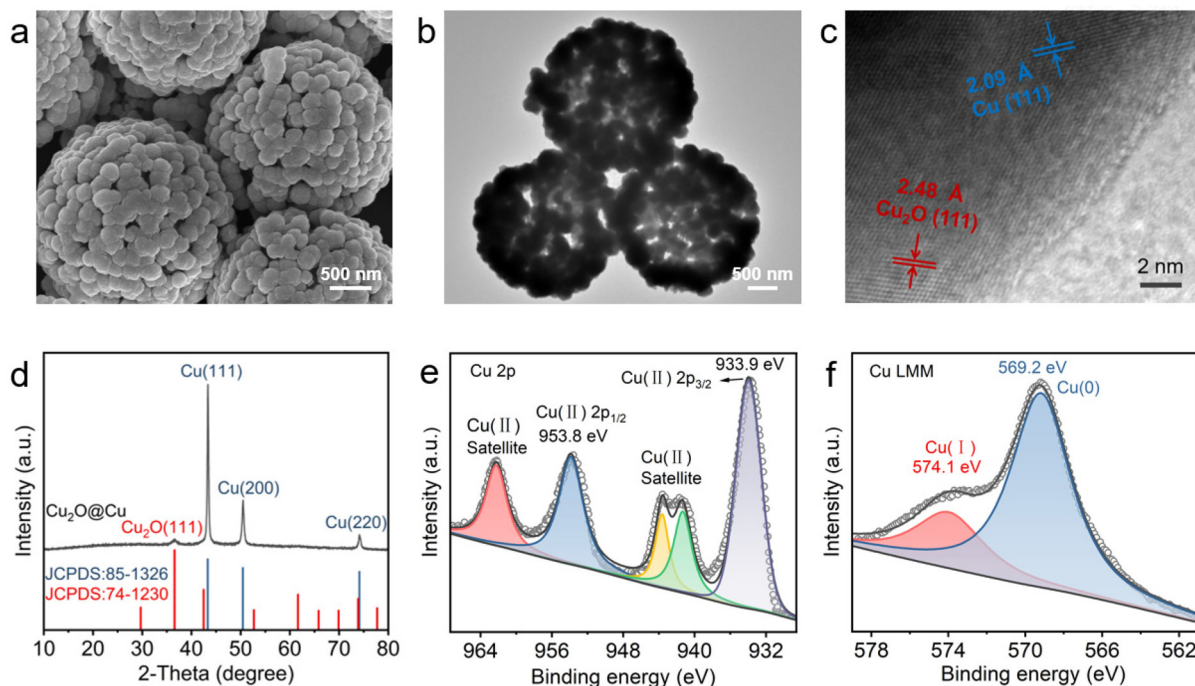 a
500 nm
b
500 nm
c
2.09 Å
Cu (111)
2.48 Å
Cu₂O (111)
2 nm
d
Cu(111)
Cu(200)
Cu₂O@Cu
Cu₂O(111)
Cu(220)
JCPDS:85-1326
JCPDS:74-1230
10 20 30 40 50 60 70 80
2-Theta (degree)
Intensity (a.u.)
e
Cu 2p
933.9 eV
Cu(Ⅱ) 2p₃/₂
Cu(Ⅱ)
Satellite
Cu(Ⅱ) 2p₁/₂
953.8 eV
Cu(Ⅱ)
Satellite
964 956 948 940 932
Binding energy (eV)
Intensity (a.u.)
f
Cu LMM
569.2 eV
Cu(0)
Cu(Ⅰ)
574.1 eV
578 574 570 566 562
Binding energy (eV)
Intensity (a.u.)